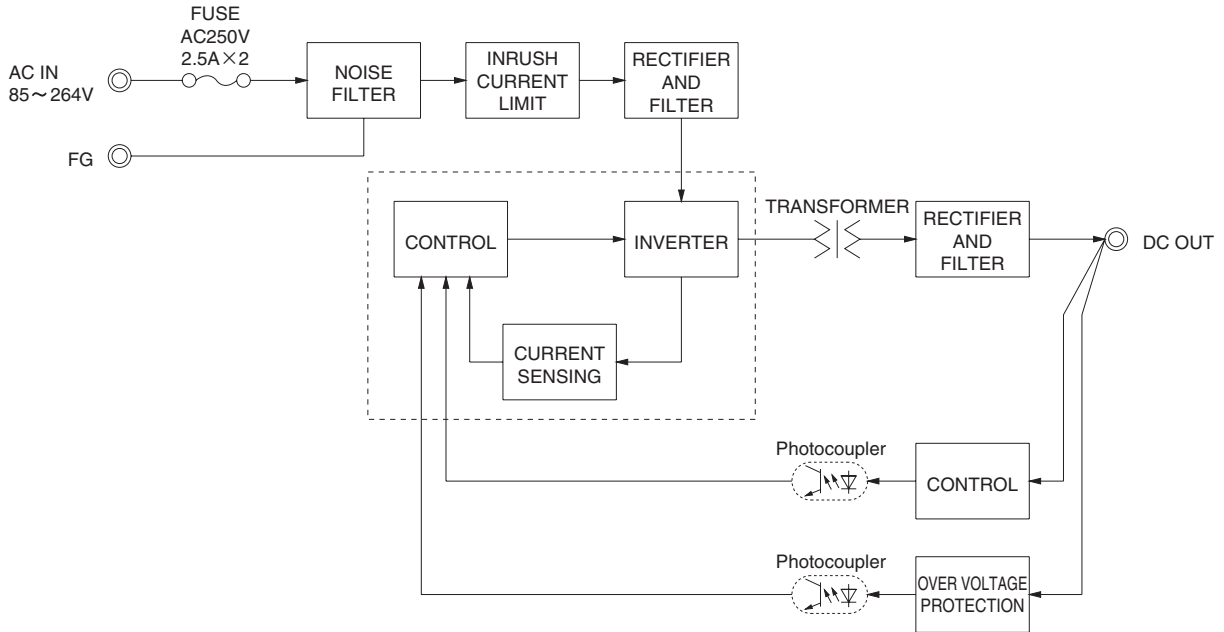 FUSE
AC250V
2.5A×2
AC IN
85～264V
NOISE
FILTER
INRUSH
CURRENT
LIMIT
RECTIFIER
AND
FILTER
FG
CONTROL
INVERTER
TRANSFORMER
RECTIFIER
AND
FILTER
DC OUT
CURRENT
SENSING
Photocoupler
CONTROL
Photocoupler
OVER VOLTAGE
PROTECTION